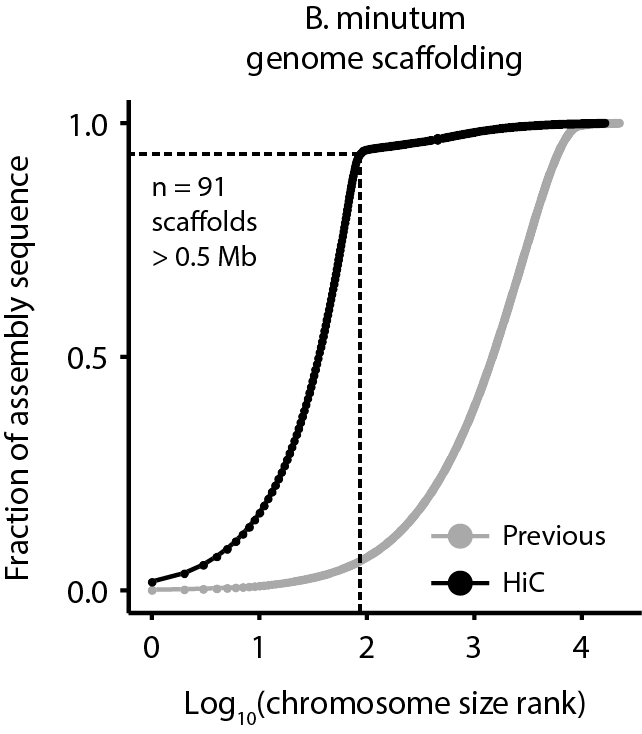 B. minutum
genome scaffolding
Fraction of assembly sequence
1.0
0.5
0.0
n = 91
scaffolds
> 0.5 Mb
Previous
HiC
0 1 2 3 4
Log10(chromosome size rank)